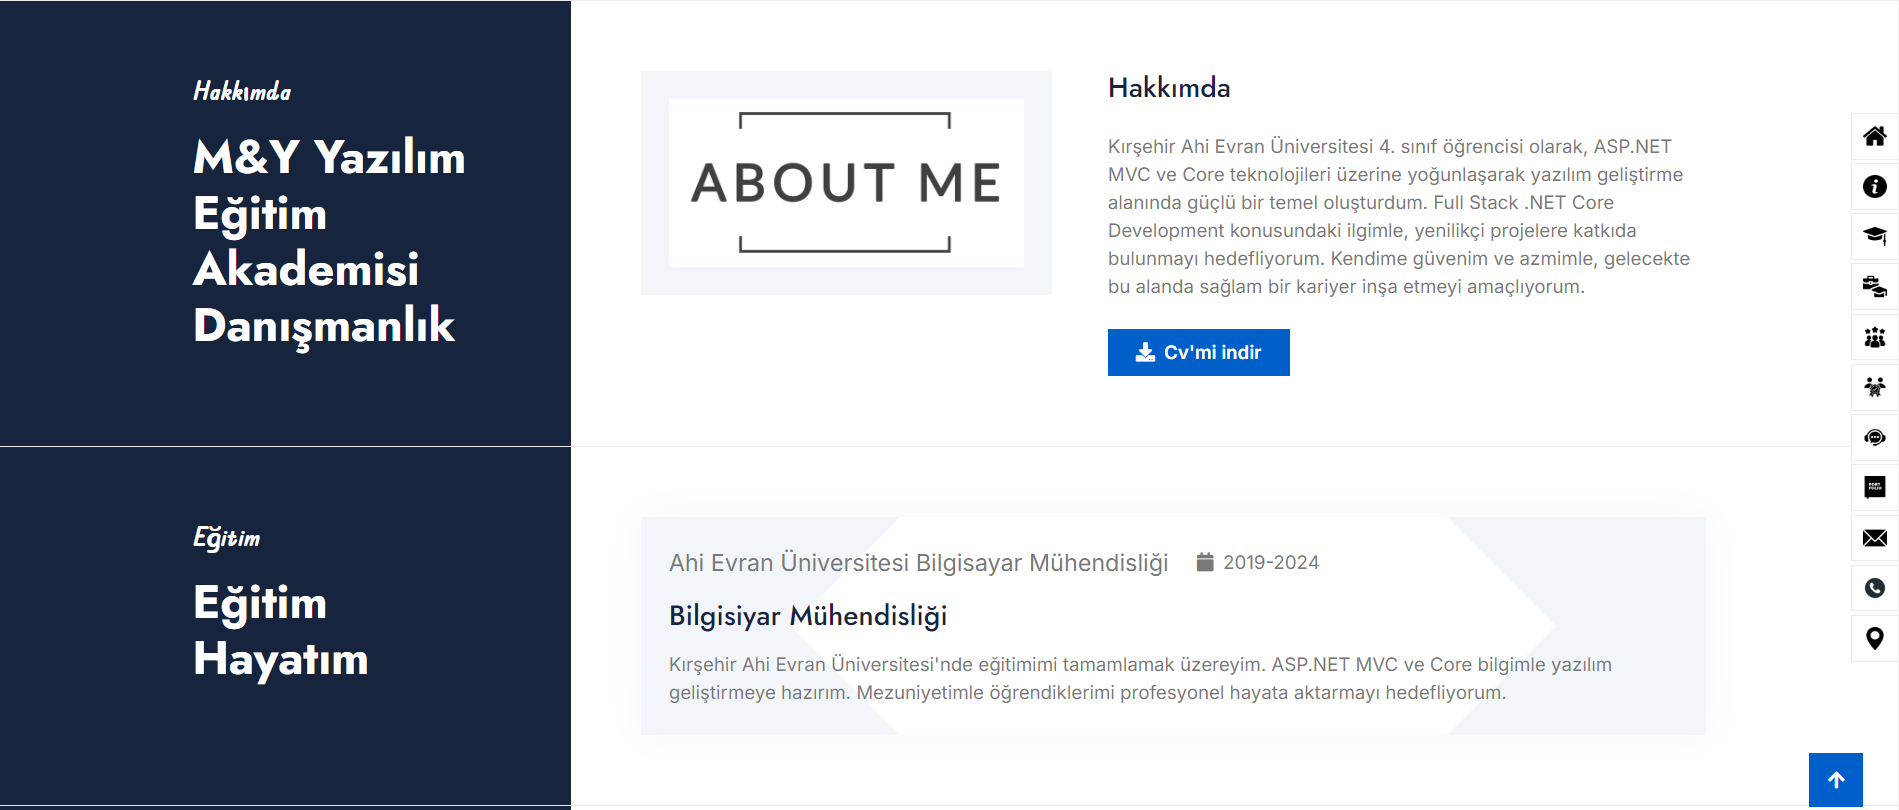 Hakkımda
M&Y Yazılım
Eğitim
Akademisi
Danışmanlık
ABOUT ME
Hakkımda
Kırşehir Ahi Evran Üniversitesi 4. sınıf öğrencisi olarak, ASP.NET
MVC ve Core teknolojileri üzerine yoğunlaşarak yazılım geliştirme
alanında güçlü bir temel oluşturdum. Full Stack .NET Core
Development konusundaki ilgimle, yenilikçi projelere katkıda
bulunmayı hedefliyorum. Kendime güvenim ve azmimle, gelecekte
bu alanda sağlam bir kariyer inşa etmeyi amaçlıyorum.
Cv'mi indir
Eğitim
Eğitim
Hayatım
Ahi Evran Üniversitesi Bilgisayar Mühendisliği 2019-2024
Bilgisiyar Mühendisliği
Kırşehir Ahi Evran Üniversitesi'nde eğitimimi tamamlamak üzereyim. ASP.NET MVC ve Core bilgimle yazılım
geliştirmeye hazırım. Mezuniyetimle öğrendiklerimi profesyonel hayata aktarmayı hedefliyorum.
PORT
FOLIO